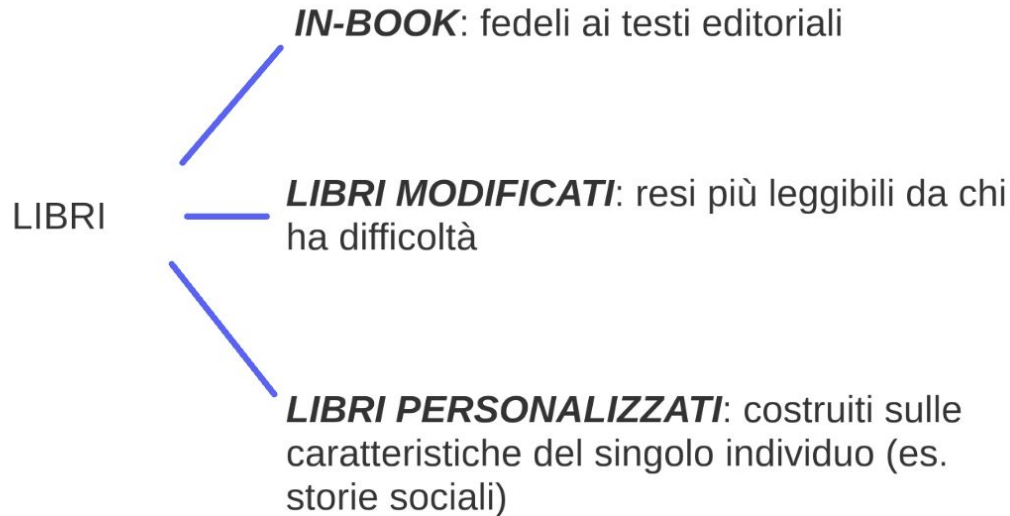 IN-BOOK: fedeli ai testi editoriali
LIBRI
LIBRI MODIFICATI: resi più leggibili da chi
ha difficoltà
LIBRI PERSONALIZZATI: costruiti sulle
caratteristiche del singolo individuo (es.
storie sociali)